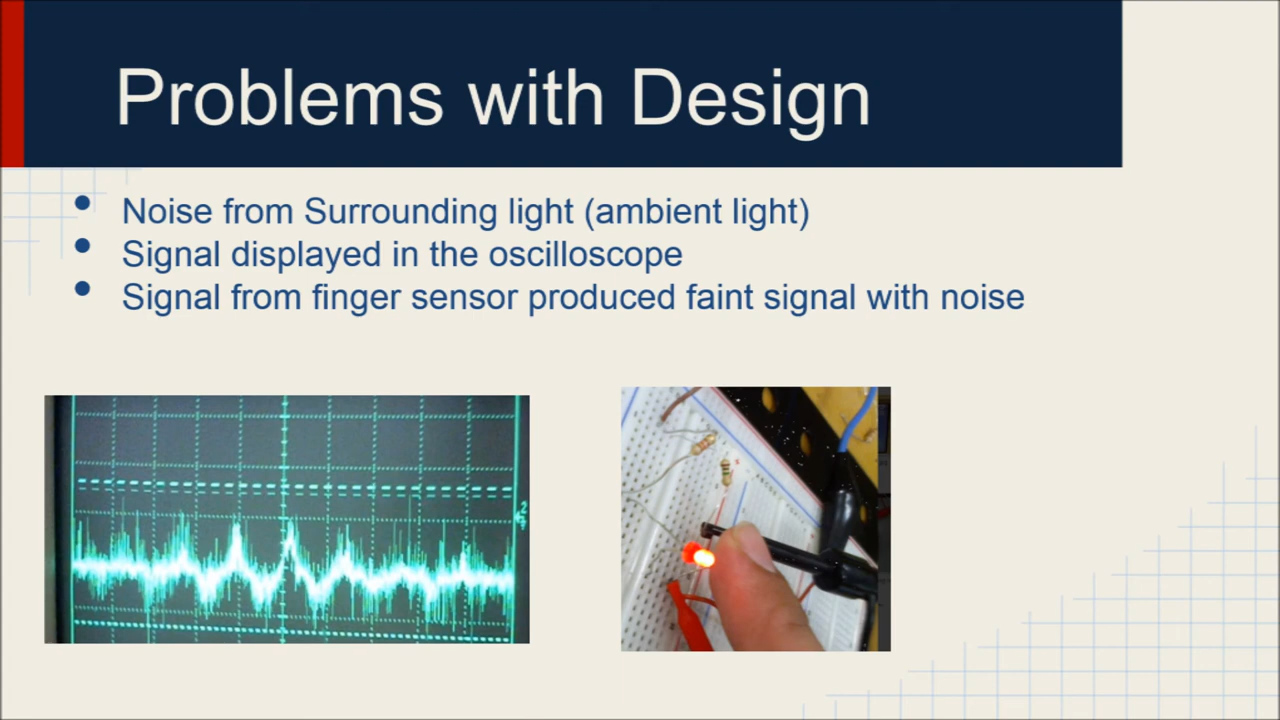 Problems with Design
Noise from Surrounding light (ambient light)
Signal displayed in the oscilloscope
Signal from finger sensor produced faint signal with noise